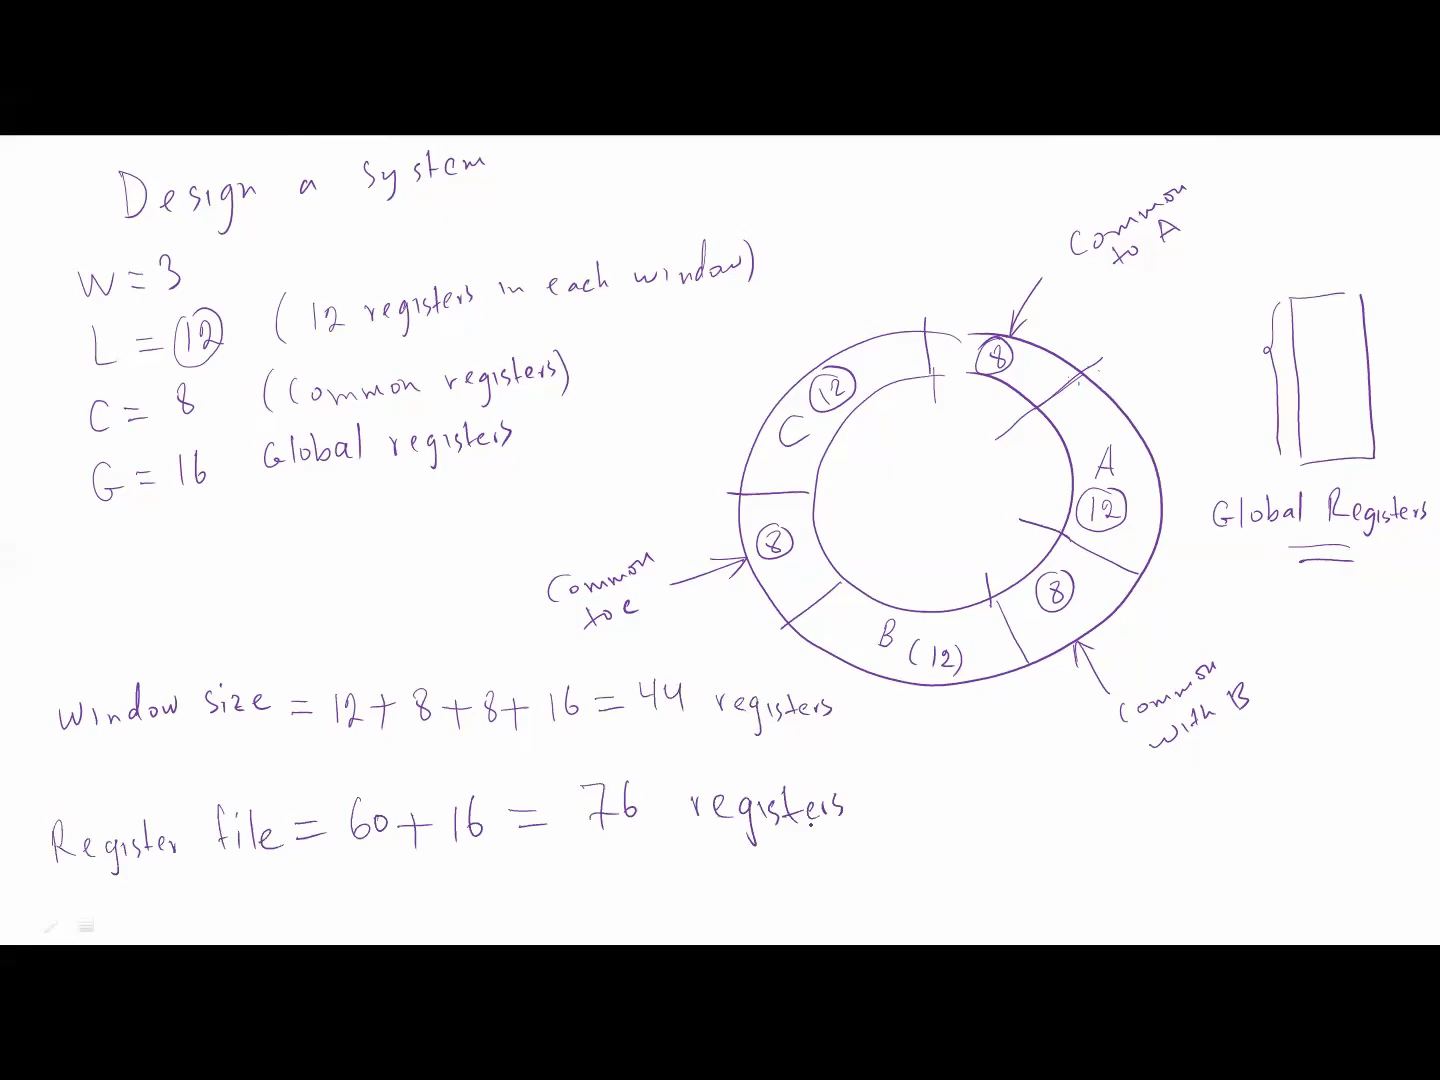 Design a system
W = 3
L = 12 (12 registers in each window)
C = 8 (Common registers)
G = 16 Global registers
Common
to A
8
12
C
A
12
8
Common
to C
8
B (12)
Common
with B
Global Registers
Window size = 12 + 8 + 8 + 16 = 44 registers
Register file = 60 + 16 = 76 registers